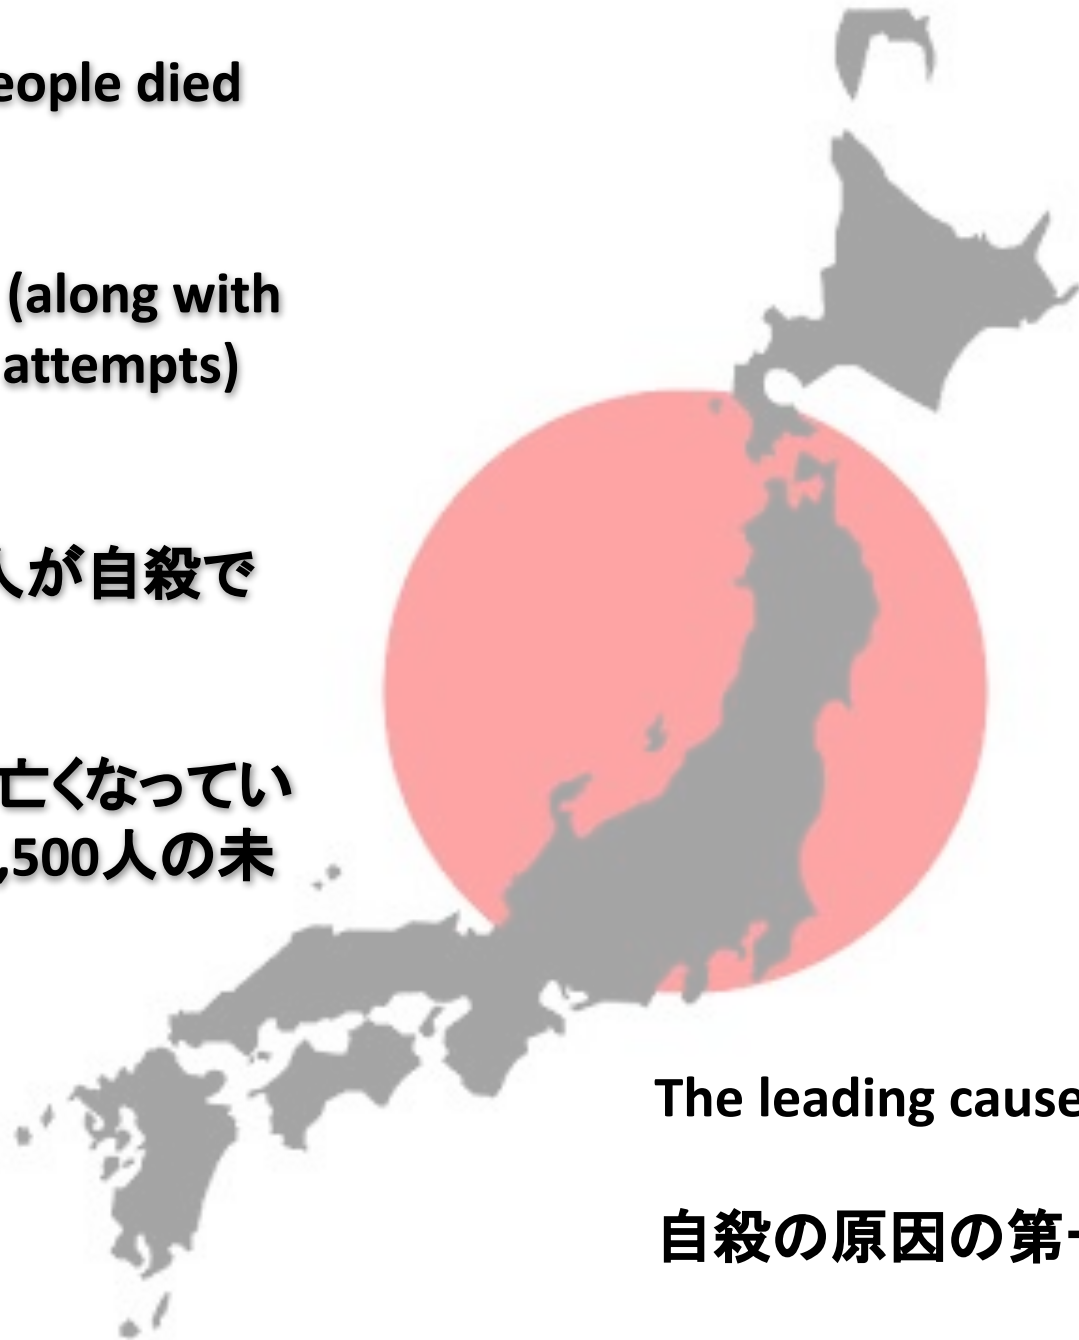 eople died
(along with
attempts)
人が自殺で
亡くなってい
,500人の未
The leading cause
自殺の原因の第